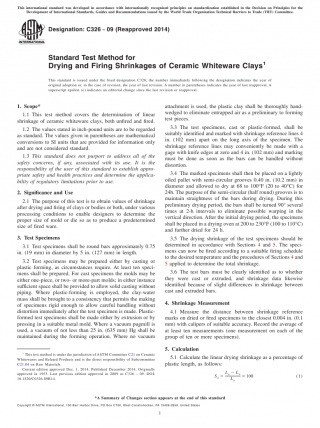 This international standard was developed in accordance with internationally recognized principles on standardization established in the Decision on Principles for the
Development of International Standards, Guides and Recommendations issued by the World Trade Organization Technical Barriers to Trade (TBT) Committee.
INTERNATIONAL
Designation: C326 - 09 (Reapproved 2014)
Standard Test Method for
Drying and Firing Shrinkages of Ceramic Whiteware Clays¹
This standard is issued under the fixed designation C326; the number immediately following the designation indicates the year of
original adoption or, in the case of revision, the year of last revision. A number in parentheses indicates the year of last reapproval. A
superscript epsilon (ε) indicates an editorial change since the last revision or reapproval.
1. Scope*
1.1 This test method covers the determination of linear
shrinkage of ceramic whiteware clays, both unfired and fired.
1.2 The values stated in inch-pound units are to be regarded
as standard. The values given in parentheses are mathematical
conversions to SI units that are provided for information only
and are not considered standard.
1.3 This standard does not purport to address all of the
safety concerns, if any, associated with its use. It is the
responsibility of the user of this standard to establish appro-
priate safety and health practices and determine the applica-
bility of regulatory limitations prior to use.
2. Significance and Use
2.1 The purpose of this test is to obtain values of shrinkage
after drying and firing of clays or bodies or both, under various
processing conditions to enable designers to determine the
proper size of mold or die so as to produce a predetermined
size of fired ware.
3. Test Specimens
3.1 Test specimens shall be round bars approximately 0.75
in. (19 mm) in diameter by 5 in. (127 mm) in length.
3.2 Test specimens may be prepared either by casting or
plastic forming, as circumstances require. At least ten speci-
mens shall be prepared. For cast specimens the molds may be
either one-piece, or two- or more-part molds; in either instance
sufficient spare shall be provided to allow solid casting without
piping. Where plastic-forming is employed, the clay-water
mass shall be brought to a consistency that permits the making
of specimens rigid enough to allow careful handling without
distortion immediately after the test specimen is made. Plastic-
formed test specimens shall be made either by extrusion or by
pressing in a suitable metal mold. Where a vacuum pugmill is
used, a vacuum of not less than 25 in. (635 mm) Hg shall be
maintained during the forming operation. Where no vacuum
¹ This test method is under the jurisdiction of ASTM Committee C21 on Ceramic
Whitewares and Related Products and is the direct responsibility of Subcommittee
C21.04 on Raw Materials.
Current edition approved Dec. 1, 2014. Published December 2014. Originally
approved in 1953. Last previous edition approved in 2009 as C326 – 09. DOI:
10.1520/C0326-09R14.
attachment is used, the plastic clay shall be thoroughly hand-
wedged to eliminate entrapped air as a preliminary to forming
test pieces.
3.3 The test specimens, cast or plastic-formed, shall be
suitably identified and marked with shrinkage reference lines 4
in. (102 mm) apart on the long axis of the specimen. The
shrinkage reference lines may conveniently be made with a
gage with knife edges at zero and 4 in. (102 mm) and marking
must be done as soon as the bars can be handled without
distortion.
3.4 The marked specimens shall then be placed on a lightly
oiled pallet with semi-circular grooves 0.40 in. (10.2 mm) in
diameter and allowed to dry at 68 to 100°F (20 to 40°C) for
24h. The purpose of the semi-circular (half round) grooves is to
maintain straightness of the bars during drying. During this
preliminary drying period, the bars shall be turned 90° several
times at 2-h intervals to eliminate possible warping in the
vertical direction. After the initial drying period, the specimens
shall be placed in a drying oven at 200 to 230°F (100 to 110°C)
and further dried for 24 h.
3.5 The drying shrinkage of the test specimens should be
determined in accordance with Sections 4 and 5. The speci-
mens can now be fired according to a suitable firing schedule
to the desired temperature and the procedures of Sections 4 and
5 applied to determine the total shrinkage.
3.6 The test bars must be clearly identified as to whether
they were cast or extruded, and shrinkage data likewise
identified because of slight differences in shrinkage between
cast and extruded bars.
4. Shrinkage Measurement
4.1 Measure the distance between shrinkage reference
marks on dried or fired specimens to the closest 0.004 in. (0.1
mm) with calipers of suitable accuracy. Record the average of
at least ten measurements (one measurement on each of the
group of ten or more specimens).
5. Calculation
5.1 Calculate the linear drying shrinkage as a percentage of
plastic length, as follows:
(1)
*A Summary of Changes section appears at the end of this standard
Copyright © ASTM International, 100 Barr Harbor Drive, PO Box C700, West Conshohocken, PA 19428-2959. United States
1